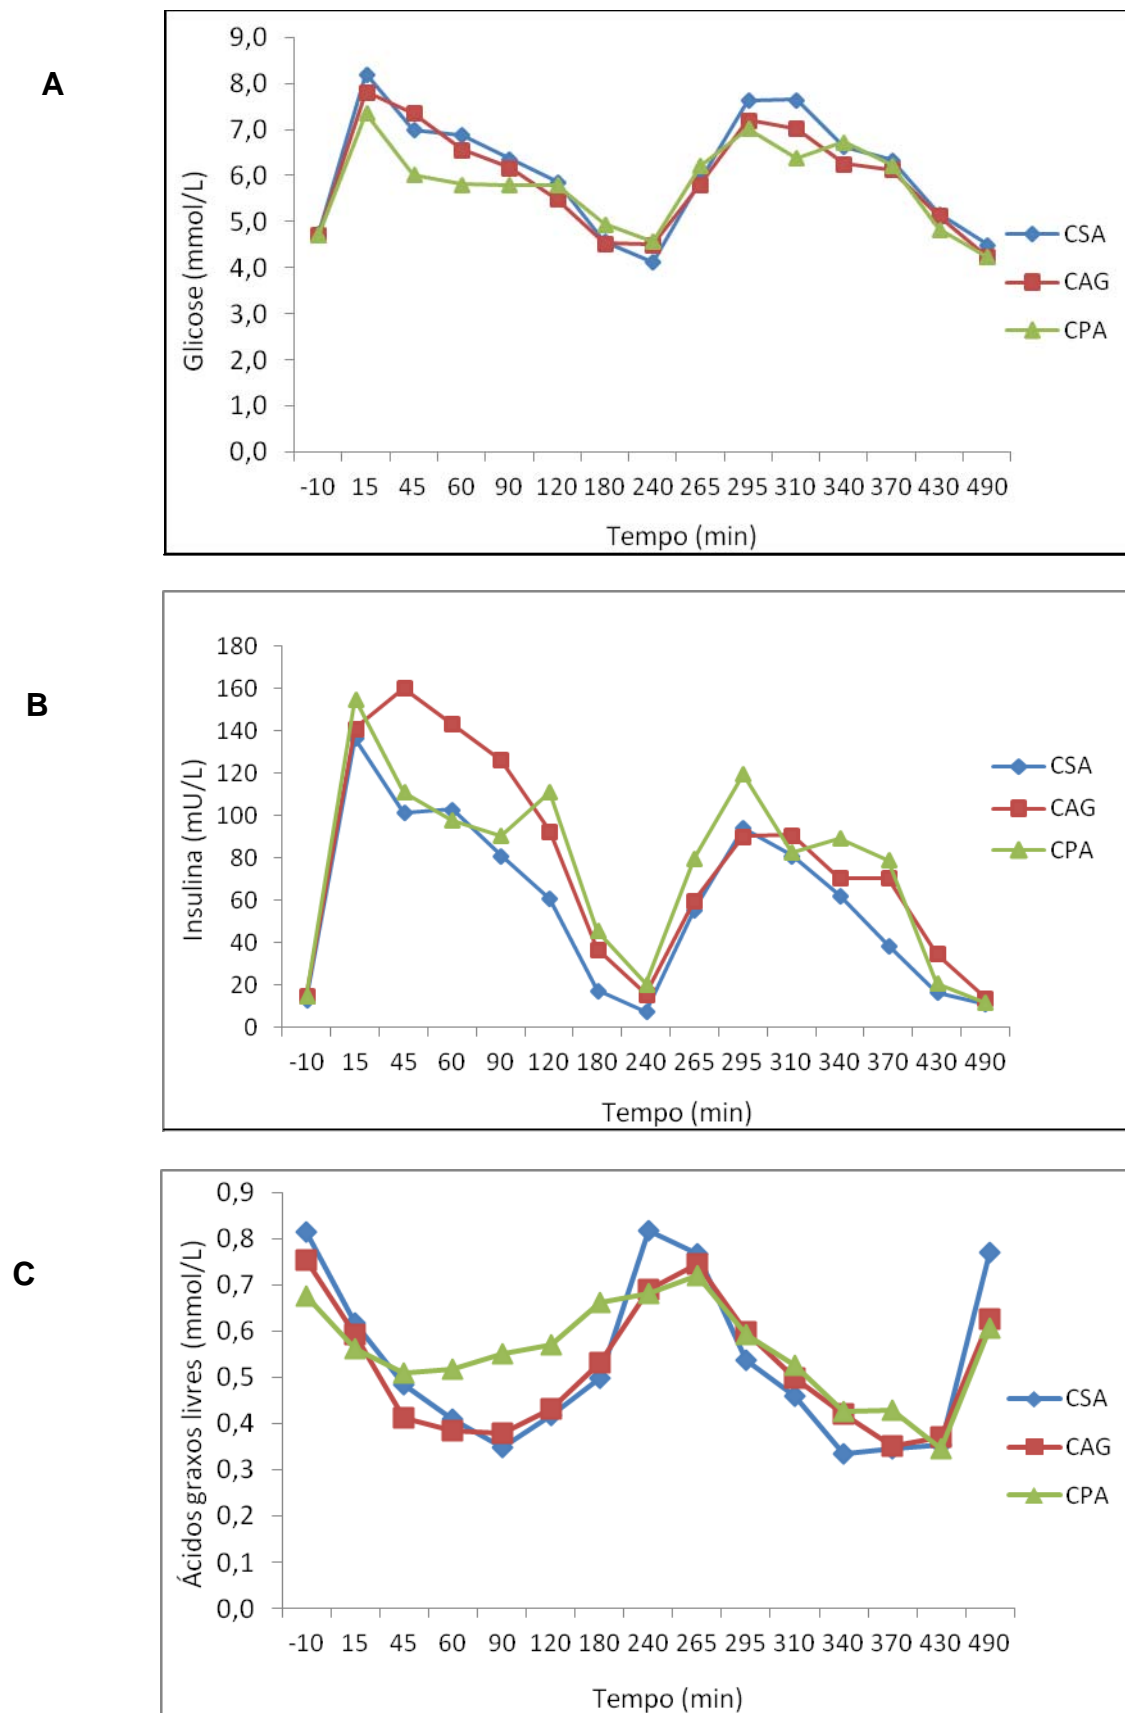 A
9,0
8,0
7,0
6,0
5,0
4,0
3,0
2,0
1,0
0,0
Glicose (mmol/L)
-10 15 45 60 90 120 180 240 265 295 310 340 370 430 490
Tempo (min)
CSA
CAG
CPA
B
180
160
140
120
100
80
60
40
20
0
Insulina (mU/L)
-10 15 45 60 90 120 180 240 265 295 310 340 370 430 490
Tempo (min)
CSA
CAG
CPA
C
0,9
0,8
0,7
0,6
0,5
0,4
0,3
0,2
0,1
0,0
Ácidos graxos livres (mmol/L)
-10 15 45 60 90 120 180 240 265 295 310 340 370 430 490
Tempo (min)
CSA
CAG
CPA